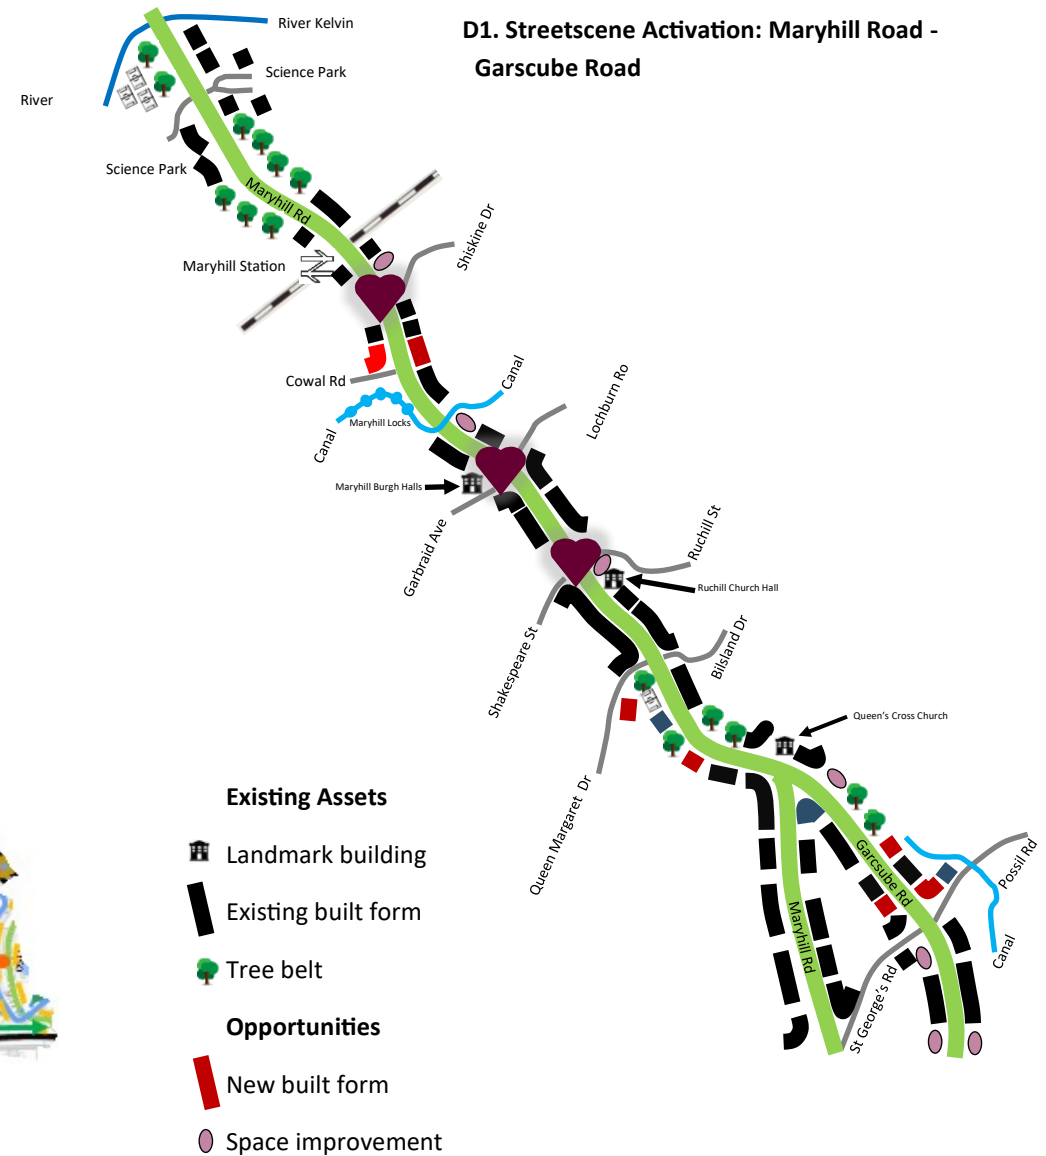 D1. Streetscene Activation: Maryhill Road -
Garscube Road
River Kelvin
Science Park
River
Science Park
Maryhill Rd
Shiskine Dr
Maryhill Station
Cowal Rd
Canal
Maryhill Locks
Canal
Lochburn Ro
Maryhill Burgh Halls
Garbraid Ave
Ruchill St
Ruchill Church Hall
Shakespeare St
Bilsland Dr
Queen's Cross Church
Queen Margaret Dr
Garcsube Rd
Possil Rd
Maryhill Rd
St George's Rd
Canal
Existing Assets
Landmark building
Existing built form
Tree belt
Opportunities
New built form
Space improvement